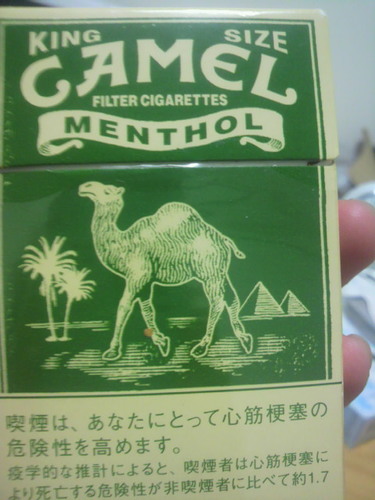 KING SIZE
CAMEL
FILTER CIGARETTES
MENTHOL
喫煙は、あなたにとって心筋梗塞の
危険性を高めます。
疫学的な推計によると、喫煙者は心筋梗塞に
より死亡する危険性が非喫煙者に比べて約1.7